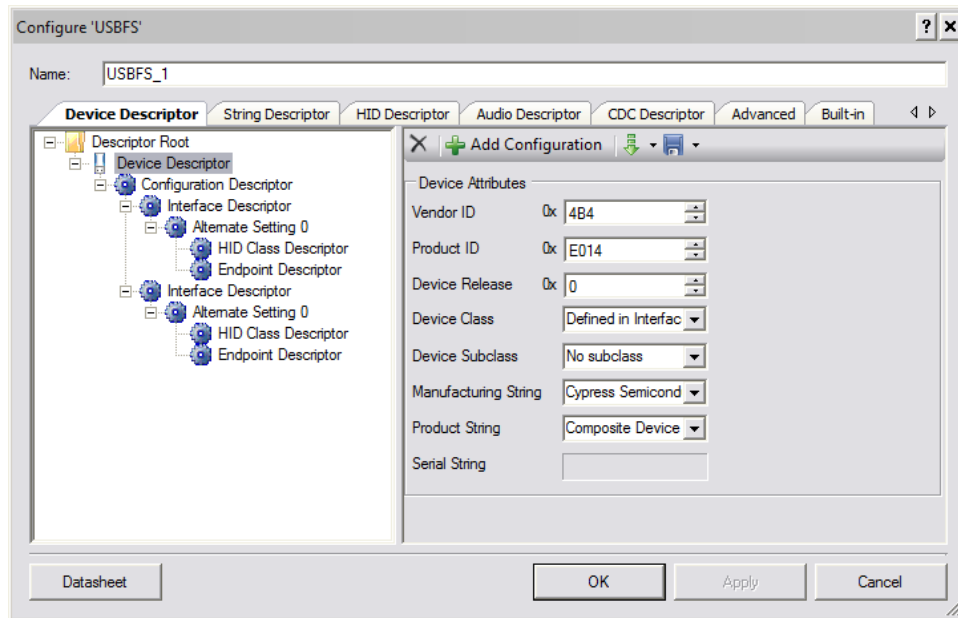 Configure 'USBFS'
? x
Name: USBFS_1
Device Descriptor String Descriptor HID Descriptor Audio Descriptor CDC Descriptor Advanced Built-in
Descriptor Root
Device Descriptor
Configuration Descriptor
Interface Descriptor
Alternate Setting 0
HID Class Descriptor
Endpoint Descriptor
Interface Descriptor
Alternate Setting 0
HID Class Descriptor
Endpoint Descriptor
Add Configuration
Device Attributes
Vendor ID 0x 4B4
Product ID 0x E014
Device Release 0x 0
Device Class Defined in Interfac
Device Subclass No subclass
Manufacturing String Cypress Semicond
Product String Composite Device
Serial String
Datasheet OK Apply Cancel